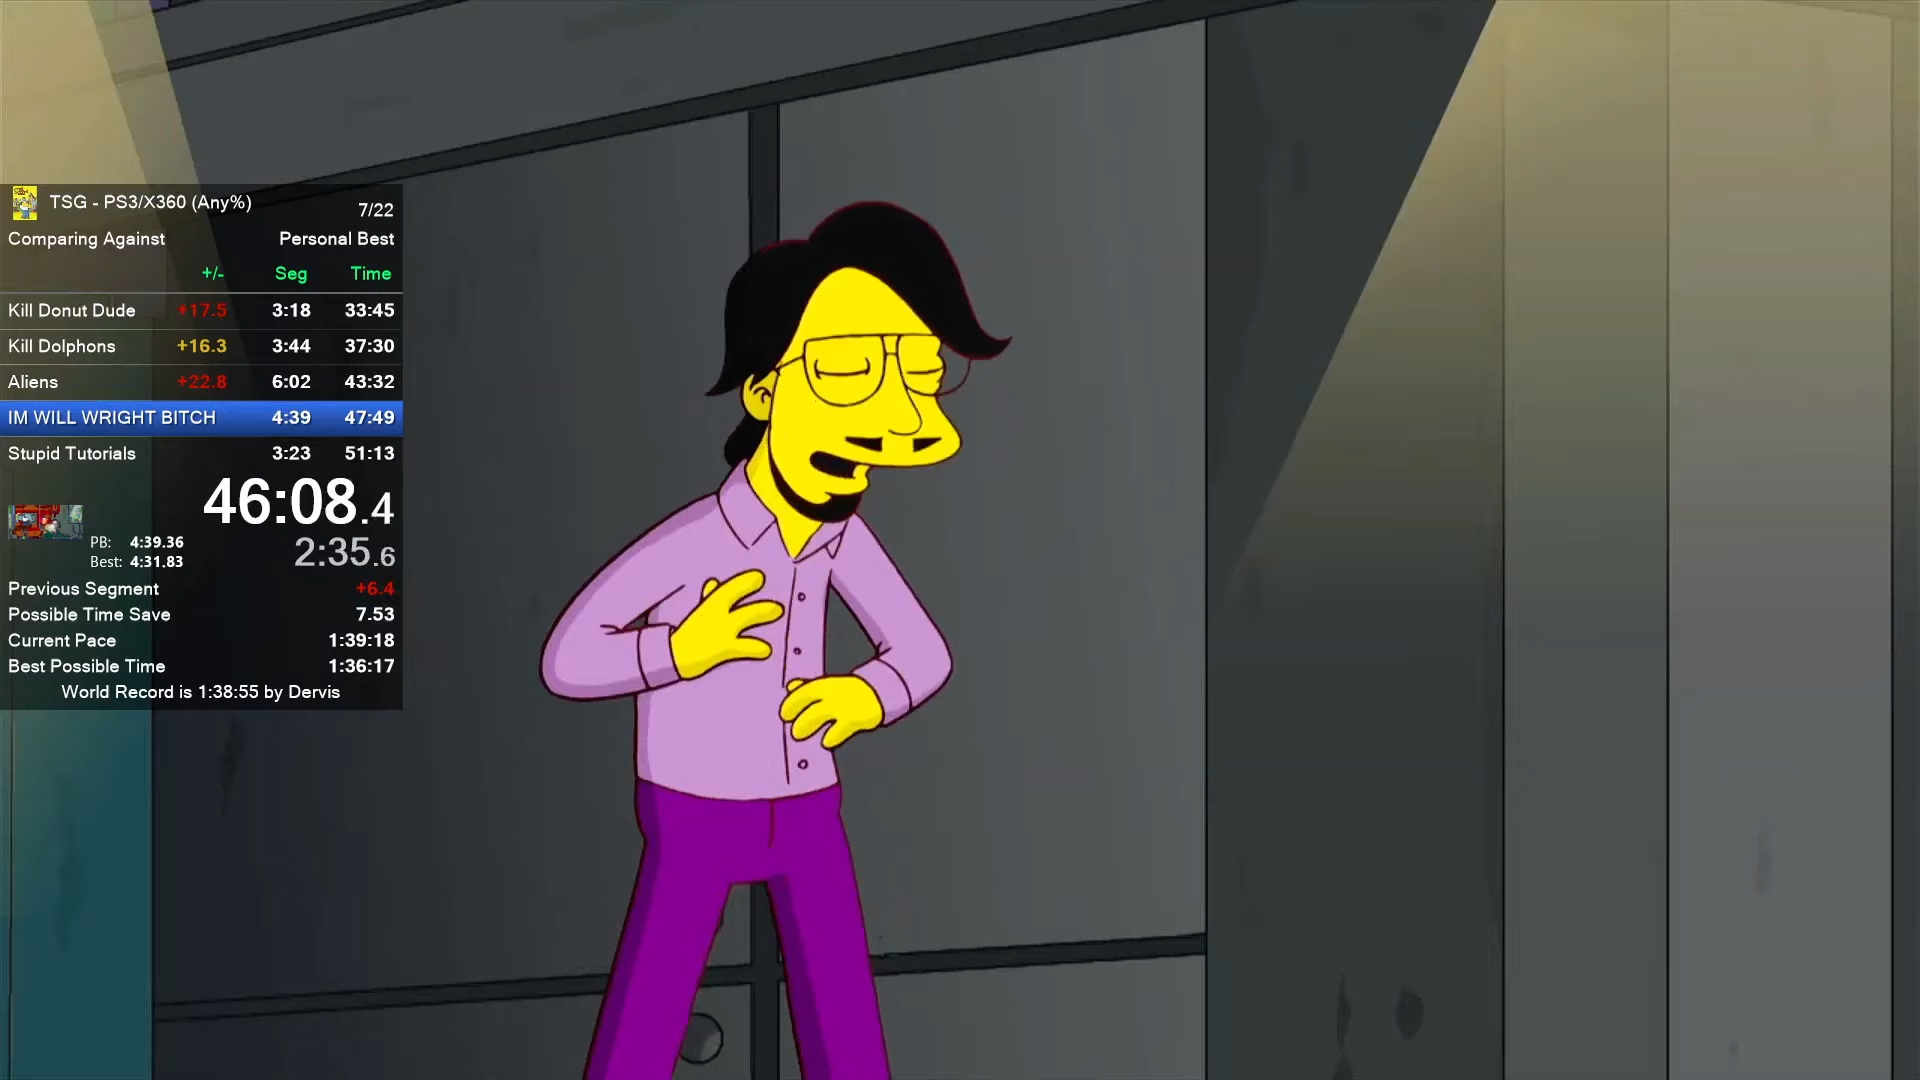 TSG - PS3/X360 (Any%)
7/22
Comparing Against Personal Best
+/- Seg Time
Kill Donut Dude +17.5 3:18 33:45
Kill Dolphons +16.3 3:44 37:30
Aliens +22.8 6:02 43:32
IM WILL WRIGHT BITCH 4:39 47:49
Stupid Tutorials 3:23 51:13
46:08.4
PB: 4:39.36
2:35.6
Best: 4:31.83
Previous Segment +6.4
Possible Time Save 7.53
Current Pace 1:39:18
Best Possible Time 1:36:17
World Record is 1:38:55 by Dervis